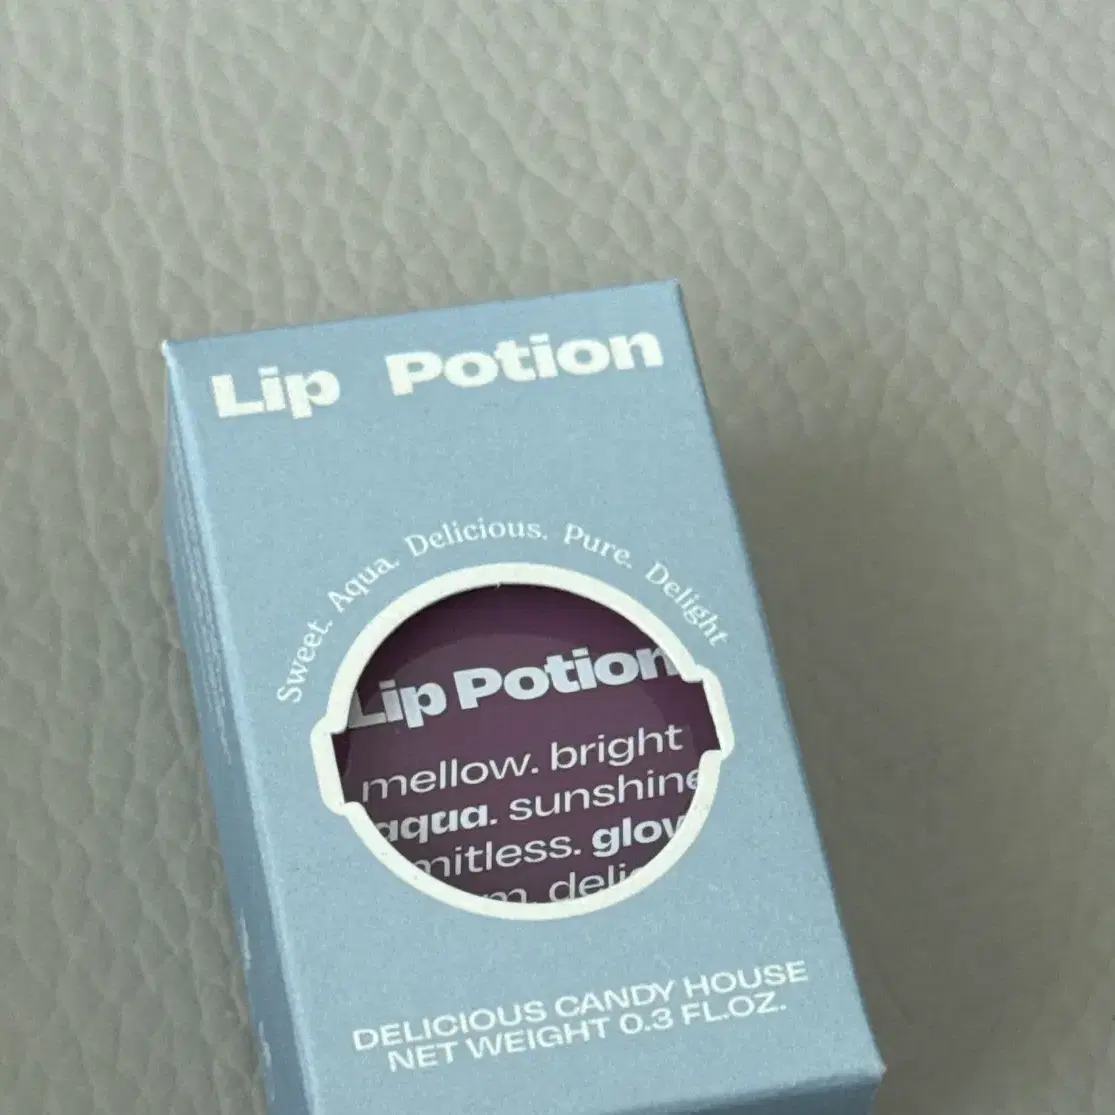 Lip Potion
Sweet. Aqua. Delicious. Pure. Delight
Lip Potion
mellow. bright
aqua. sunshine
DELICIOUS CANDY HOUSE
NET WEIGHT 0.3 FL.OZ.